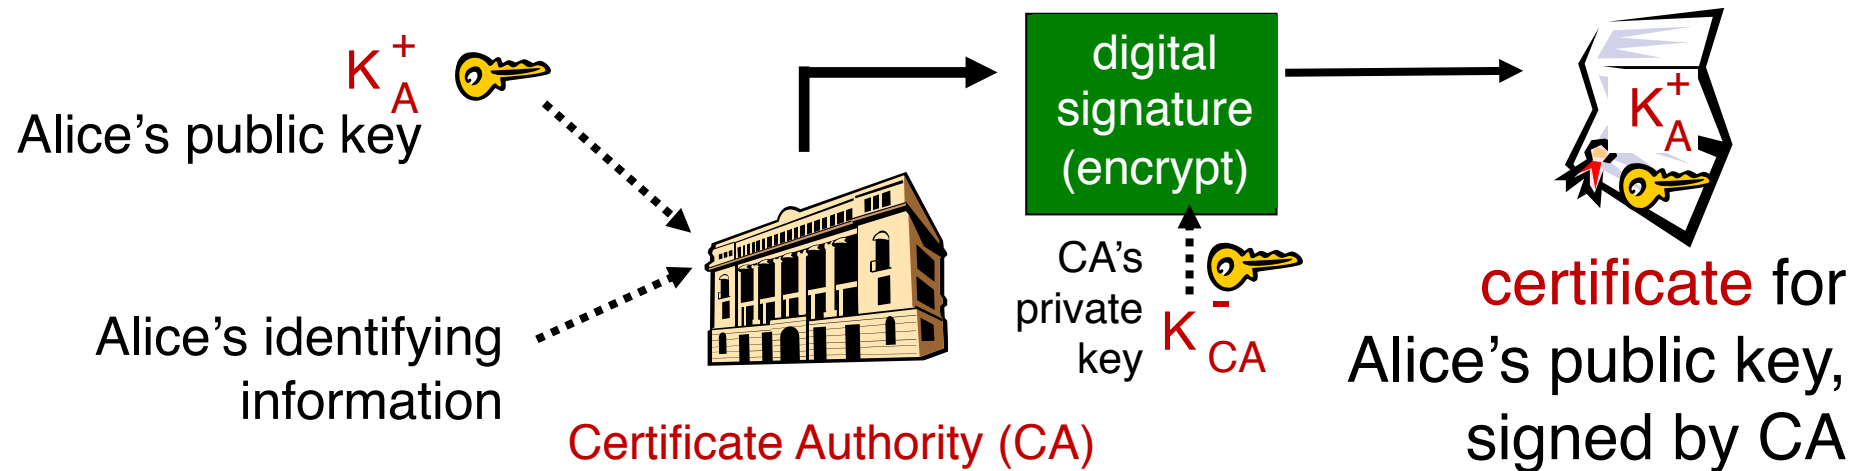 K A +
Alice's public key
Alice's identifying
information
Certificate Authority (CA)
digital
signature
(encrypt)
CA's
private
key
K CA -
K A +
certificate for
Alice's public key,
signed by CA